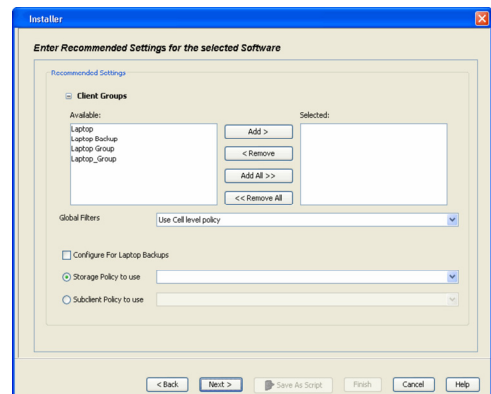 Installer
Enter Recommended Settings for the selected Software
Recommended Settings
Client Groups
Available:
Selected:
Laptop
Laptop Backup
Laptop Group
Laptop_Group
Add >
< Remove
Add All >>
<< Remove All
Global Filters
Use Cell level policy
Configure For Laptop Backups
Storage Policy to use
Subclient Policy to use
< Back
Next >
Save As Script
Finish
Cancel
Help